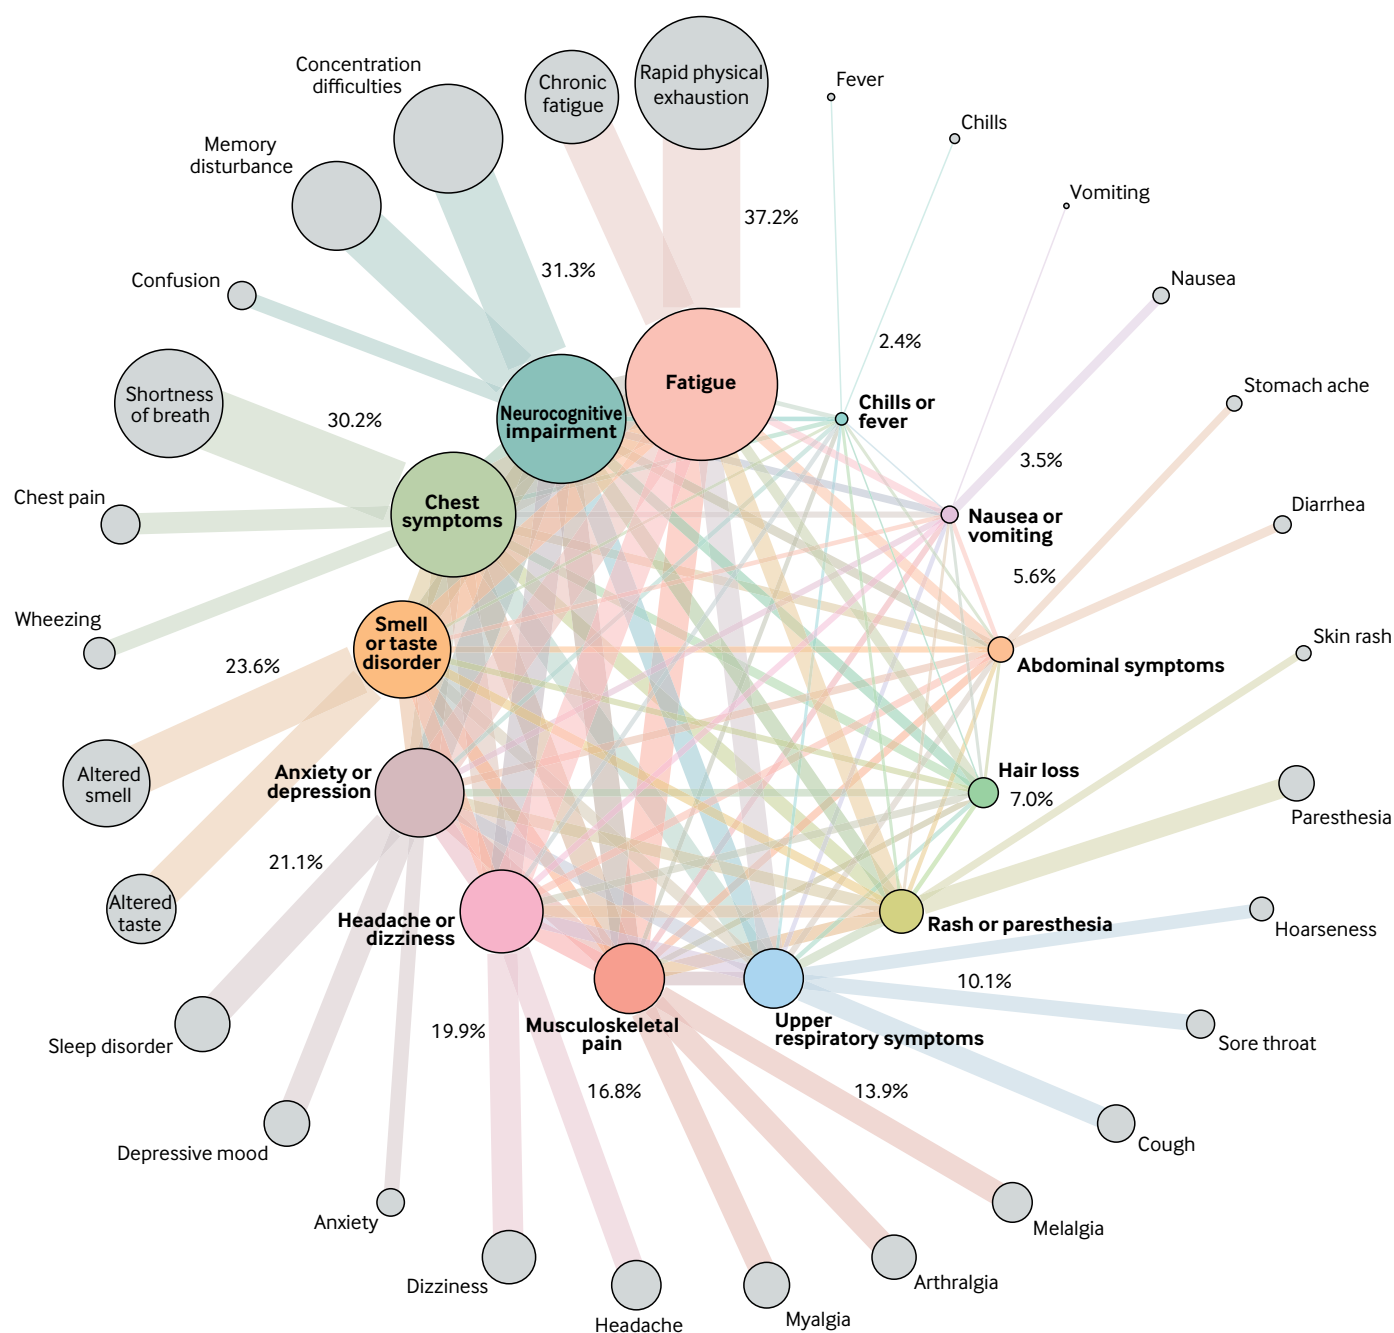 Concentration
difficulties
Chronic
fatigue
Rapid physical
exhaustion
Fever
Chills
Memory
disturbance
Vomiting
37.2%
Confusion
31.3%
Nausea
2.4%
Shortness
of breath
30.2%
Fatigue
Stomach ache
Neurocognitive
impairment
Chills or
fever
3.5%
Chest pain
Chest
symptoms
Nausea or
vomiting
Diarrhea
5.6%
Wheezing
Smell
or taste
disorder
Skin rash
23.6%
Abdominal symptoms
Altered
smell
Anxiety or
depression
Hair loss
7.0%
Paresthesia
21.1%
Altered
taste
Headache or
dizziness
Rash or paresthesia
Hoarseness
10.1%
Sleep disorder
19.9%
Musculoskeletal
pain
Upper
respiratory symptoms
Sore throat
16.8%
13.9%
Depressive mood
Cough
Anxiety
Melalgia
Dizziness
Arthralgia
Headache
Myalgia